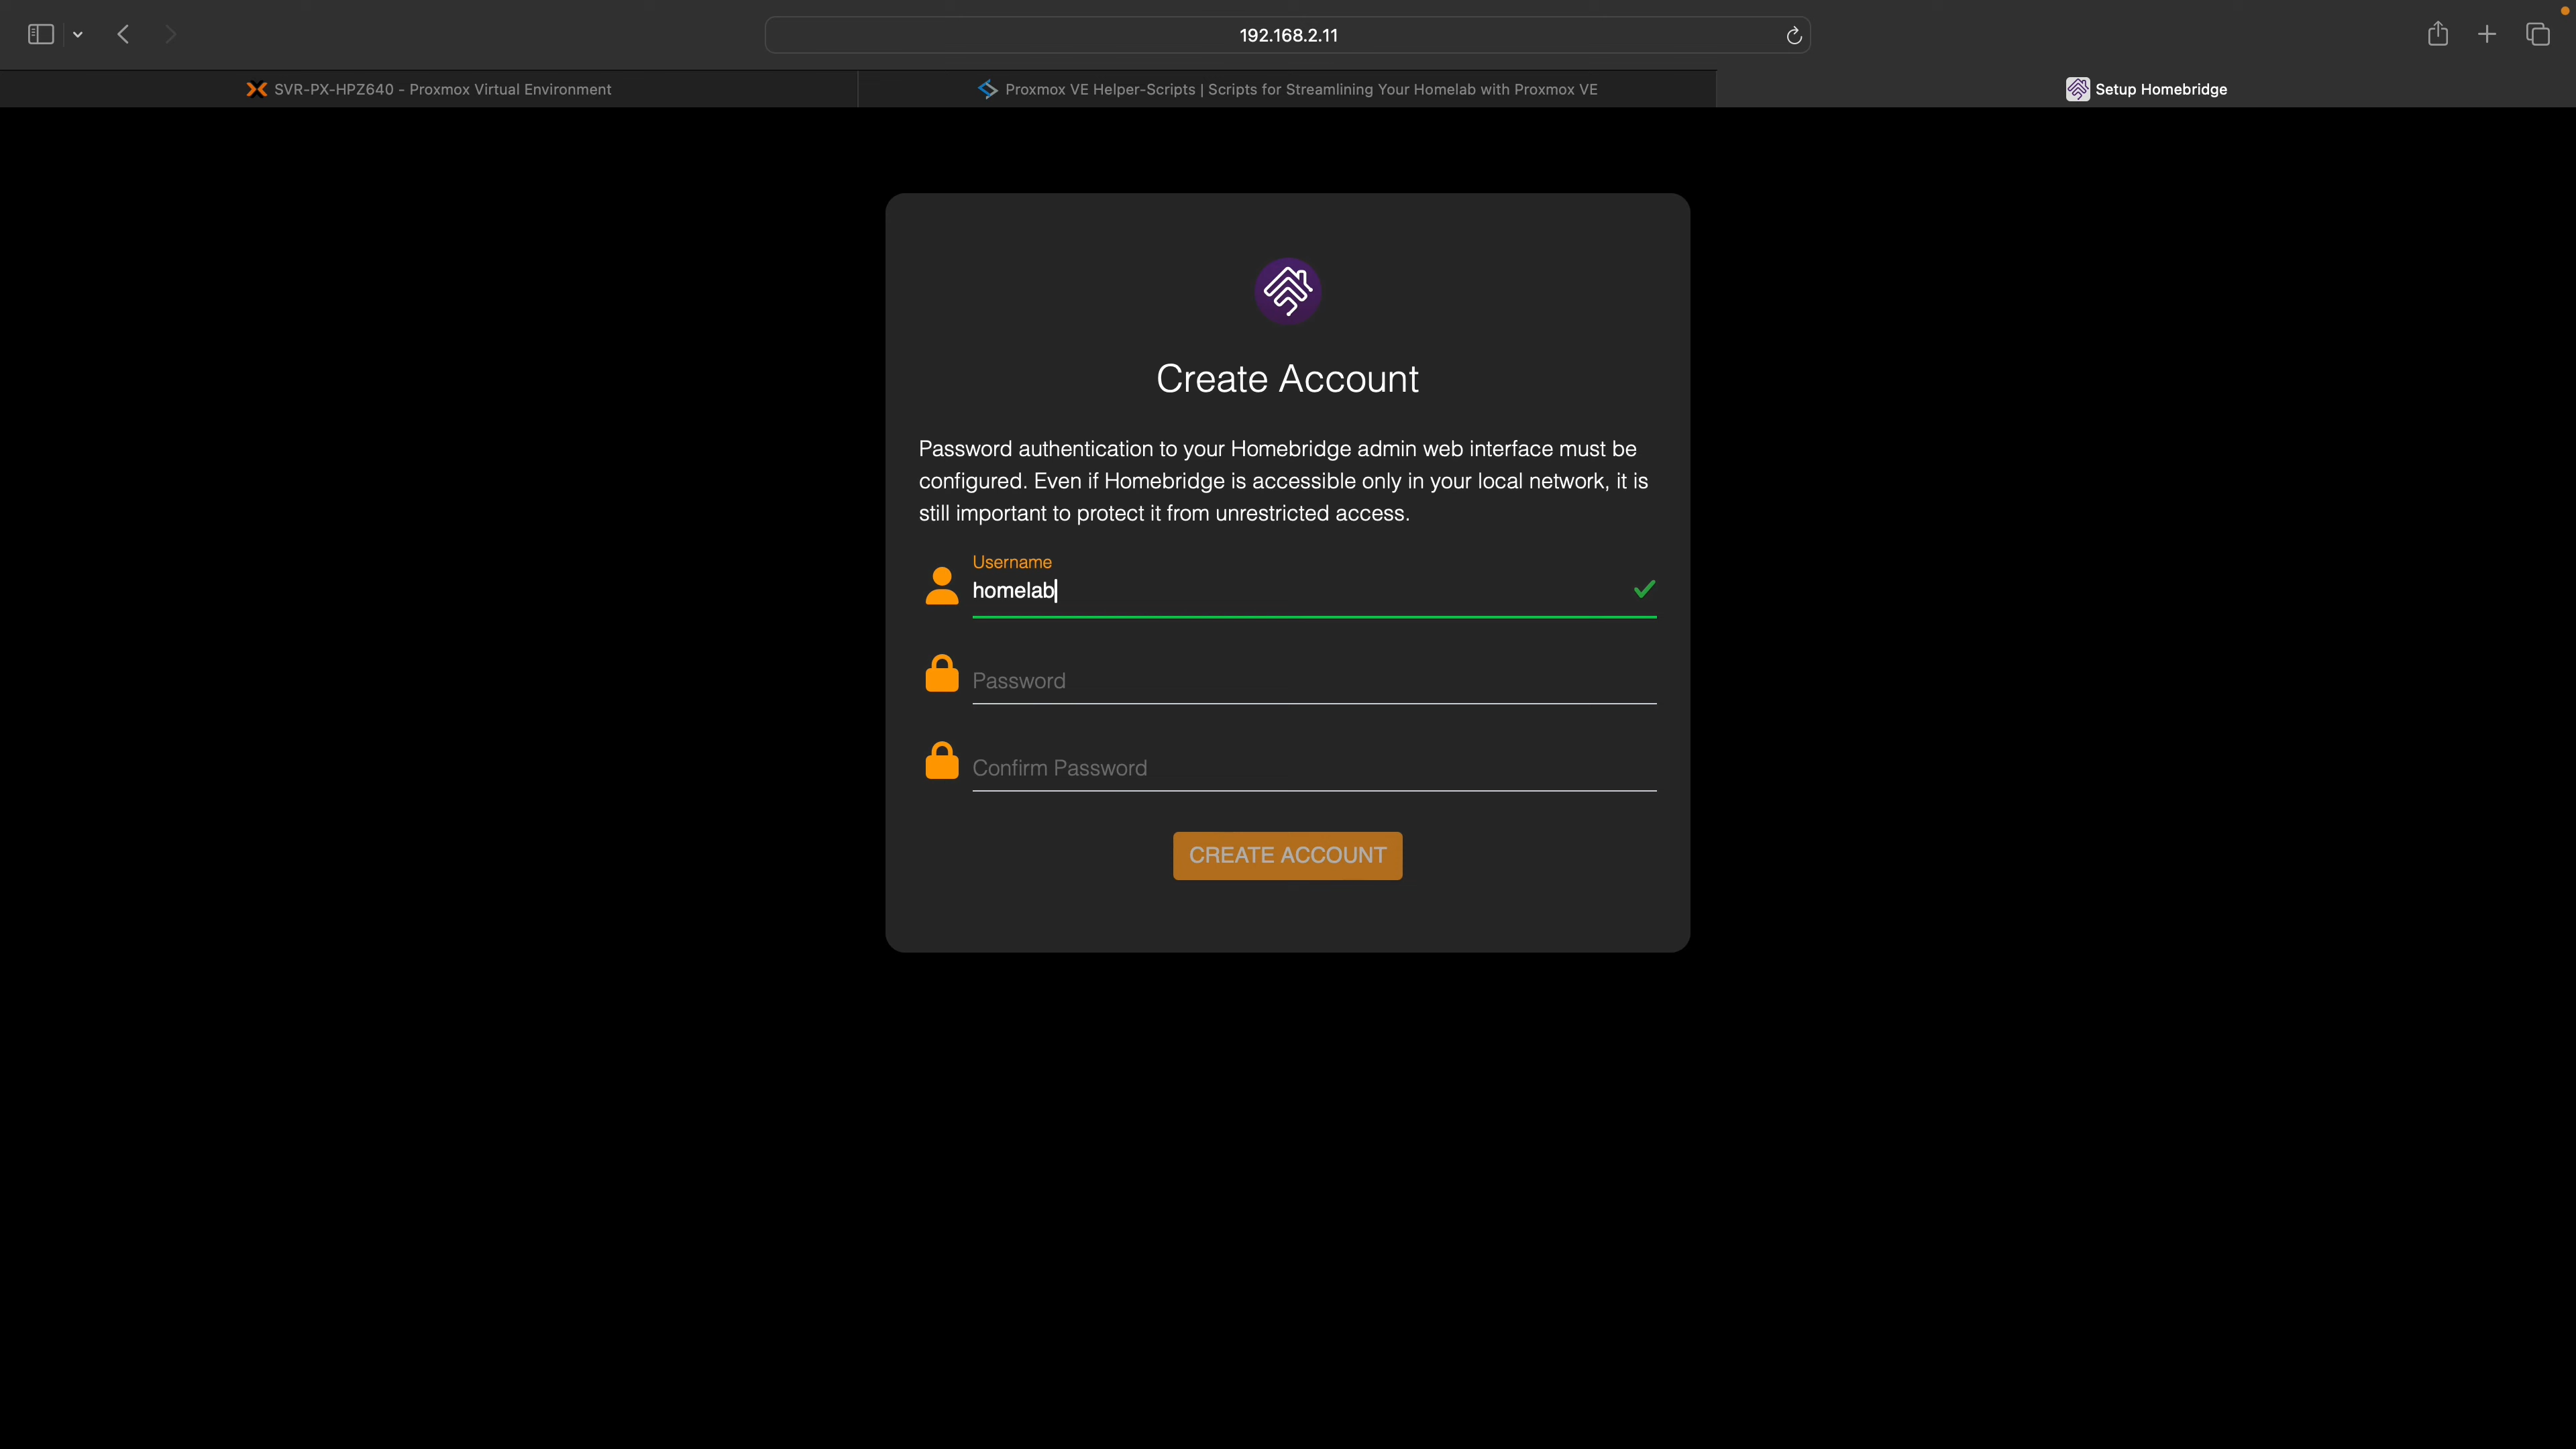 192.168.2.11
SVR-PX-HPZ640 - Proxmox Virtual Environment
Proxmox VE Helper-Scripts | Scripts for Streamlining Your Homelab with Proxmox VE
Setup Homebridge
Create Account
Password authentication to your Homebridge admin web interface must be
configured. Even if Homebridge is accessible only in your local network, it is
still important to protect it from unrestricted access.
Username
homelab
Password
Confirm Password
CREATE ACCOUNT